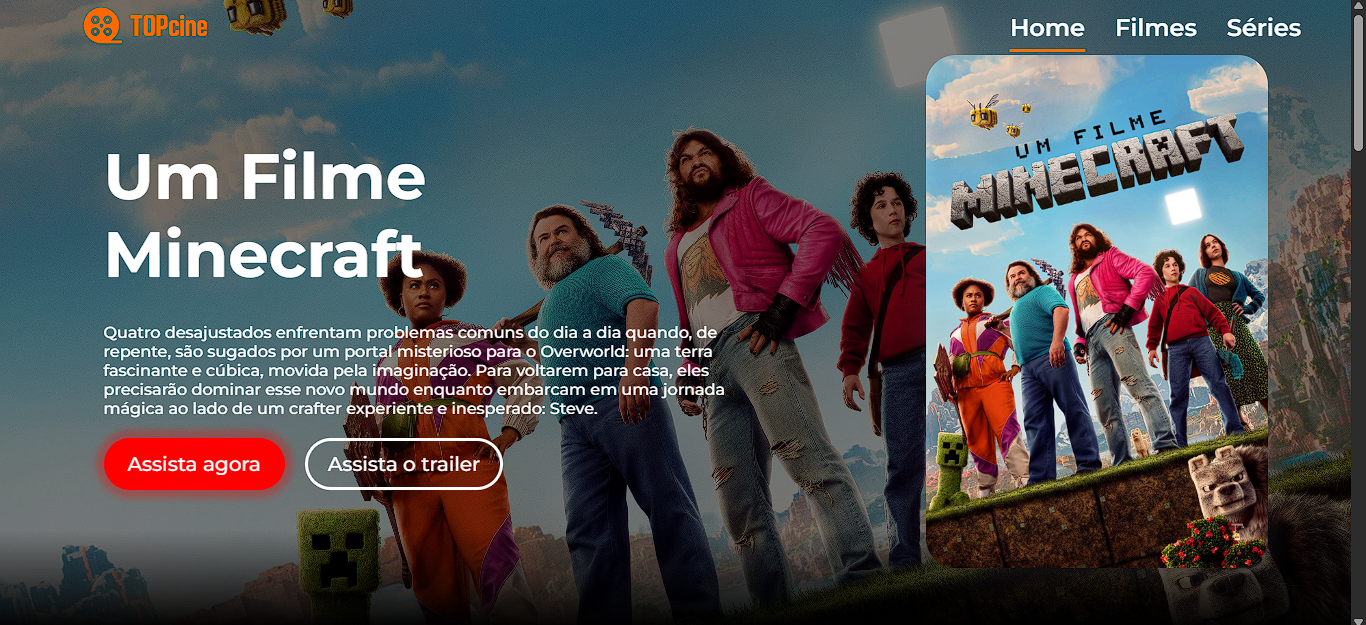 TOPcine
Home
Filmes
Séries
Um Filme
Minecraft
Quatro desajustados enfrentam problemas comuns do dia a dia quando, de
repente, são sugados por um portal misterioso para o Overworld: uma terra
fascinante e cúbica, movida pela imaginação. Para voltarem para casa, eles
precisarão dominar esse novo mundo enquanto embarcam em uma jornada
mágica ao lado de um crafter experiente e inesperado: Steve.
Assista agora
Assista o trailer
UM FILME
MINECRAFT